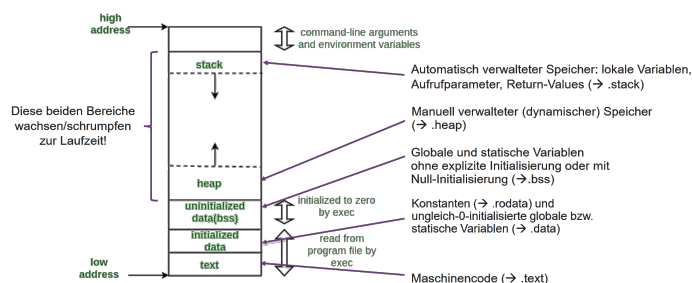 high
address
command-line arguments
and environment variables
stack
Automatisch verwalteter Speicher: lokale Variablen,
Aufrufparameter, Return-Values (→ .stack)
Diese beiden Bereiche
wachsen/schrumpfen
zur Laufzeit!
Manuell verwalteter (dynamischer) Speicher
(→ .heap)
Globale und statische Variablen
ohne explizite Initialisierung oder mit
Null-Initialisierung (→.bss)
heap
uninitialized
data{bss}
initialized to zero
by exec
Konstanten (→ .rodata) und
ungleich-0-initialisierte globale bzw.
statische Variablen (→ .data)
initialized
data
read from
program file by
exec
low
address
text
Maschinencode (→ .text)